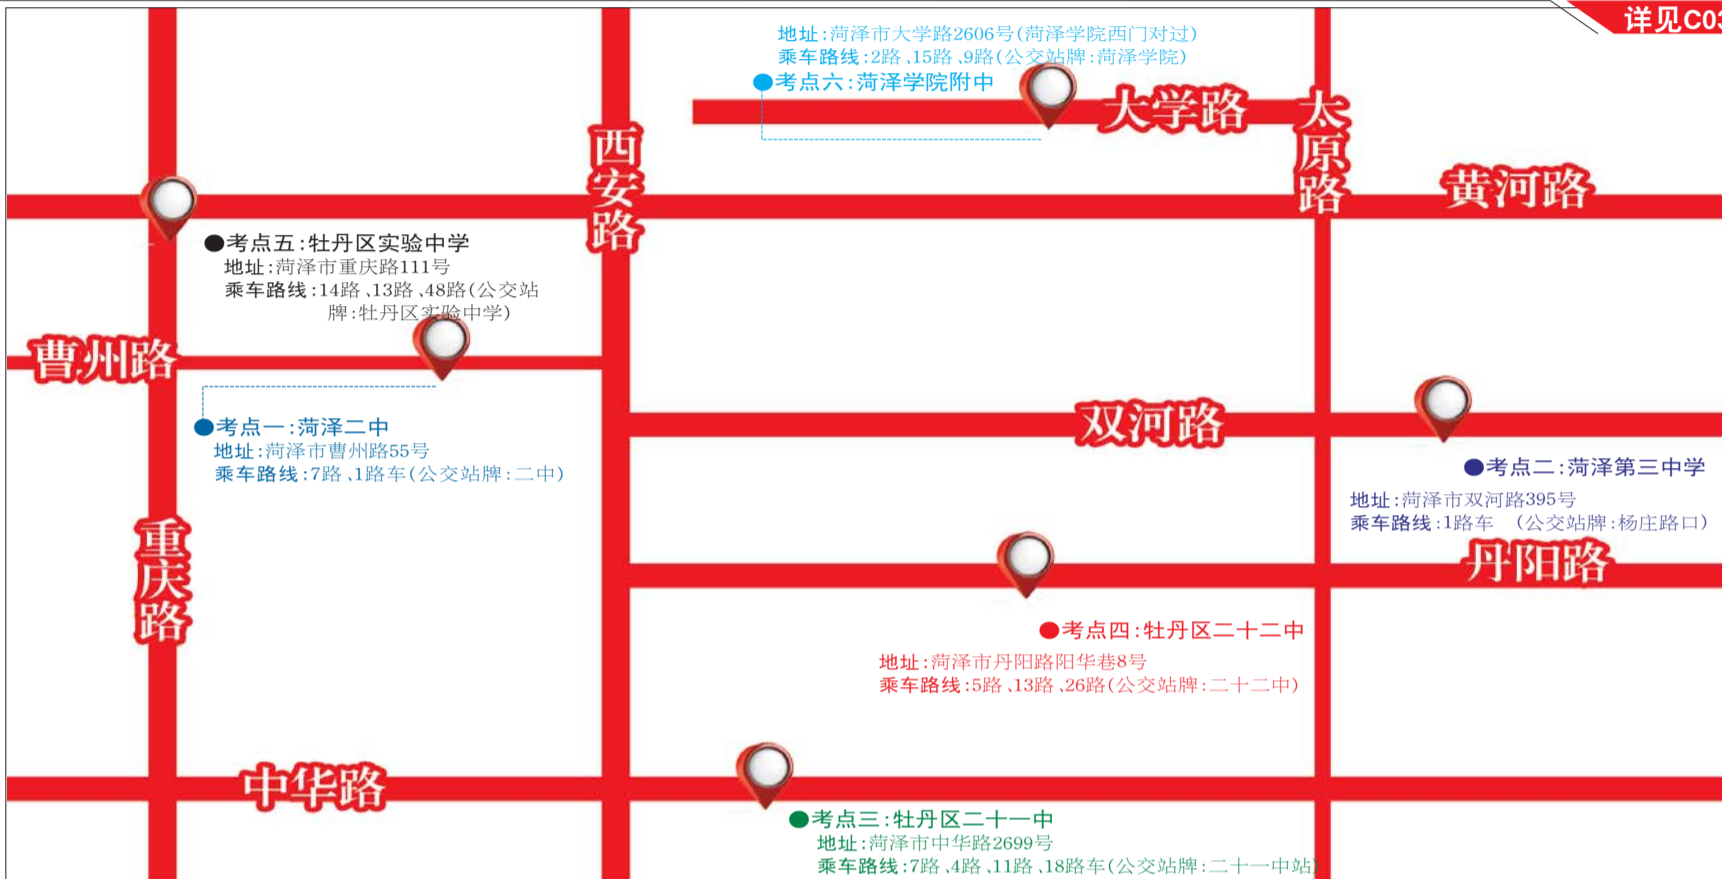 详见C03
地址:菏泽市大学路2606号(菏泽学院西门对过)
乘车路线:2路、15路、9路(公交站牌:菏泽学院)
考点六:菏泽学院附中
大学路
太原路
西安路
黄河路
考点五:牡丹区实验中学
地址:菏泽市重庆路111号
乘车路线:14路、13路、48路(公交站
牌:牡丹区实验中学)
曹州路
考点一:菏泽二中
地址:菏泽市曹州路55号
乘车路线:7路、1路车(公交站牌:二中)
双河路
考点二:菏泽第三中学
地址:菏泽市双河路395号
乘车路线:1路车 (公交站牌:杨庄路口)
重庆路
丹阳路
考点四:牡丹区二十二中
地址:菏泽市丹阳路阳华巷8号
乘车路线:5路、13路、26路(公交站牌:二十二中)
中华路
考点三:牡丹区二十一中
地址:菏泽市中华路2699号
乘车路线:7路、4路、11路、18路车(公交站牌:二十一中站)